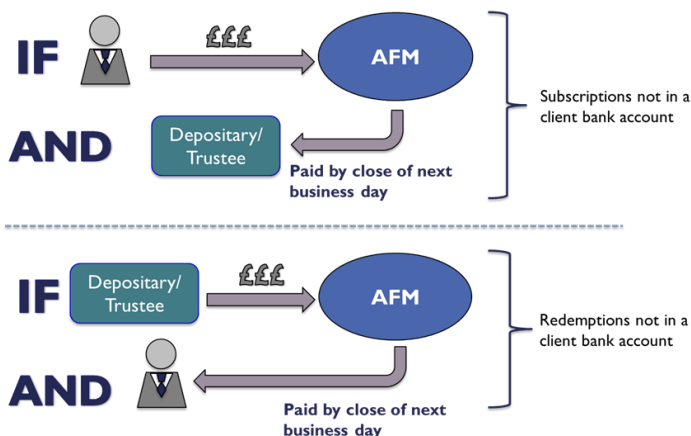 IF
£££
AFM
AND
Depositary/
Trustee
Paid by close of next
business day
Subscriptions not in a
client bank account
IF
Depositary/
Trustee
£££
AFM
AND
Paid by close of next
business day
Redemptions not in a
client bank account